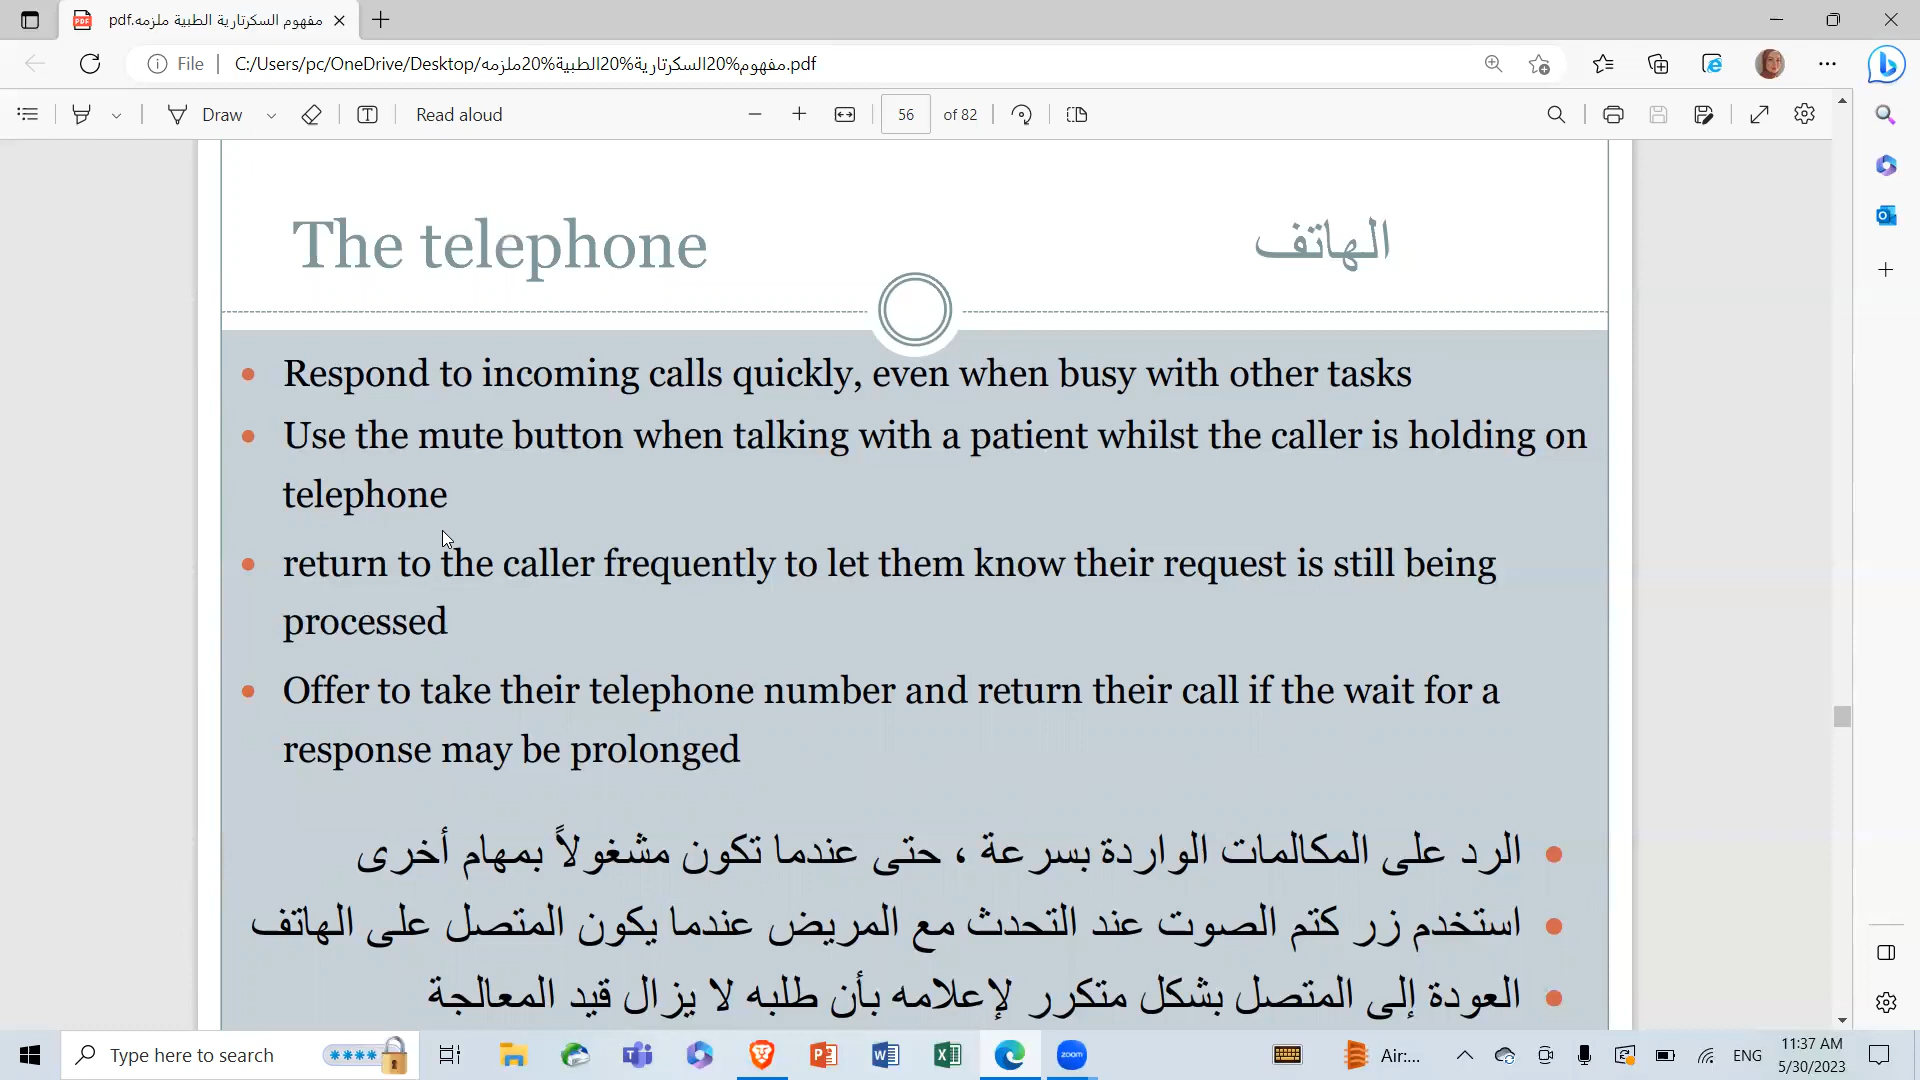 مفهوم السكرتارية الطبية ملزمه.pdf
File
C:/Users/pc/OneDrive/Desktop/مفهوم%20السكرتارية%20الطبية%20ملزمه.pdf
Draw
Read aloud
56
of 82
The telephone
الهاتف
Respond to incoming calls quickly, even when busy with other tasks
Use the mute button when talking with a patient whilst the caller is holding on
telephone
return to the caller frequently to let them know their request is still being
processed
Offer to take their telephone number and return their call if the wait for a
response may be prolonged
الرد على المكالمات الواردة بسرعة ، حتى عندما تكون مشغولاً بمهام أخرى
استخدم زر كتم الصوت عند التحدث مع المريض عندما يكون المتصل على الهاتف
العودة إلى المتصل بشكل متكرر لإعلامه بأن طلبه لا يزال قيد المعالجة
Type here to search
zoom
Air:...
ENG
11:37 AM
5/30/2023